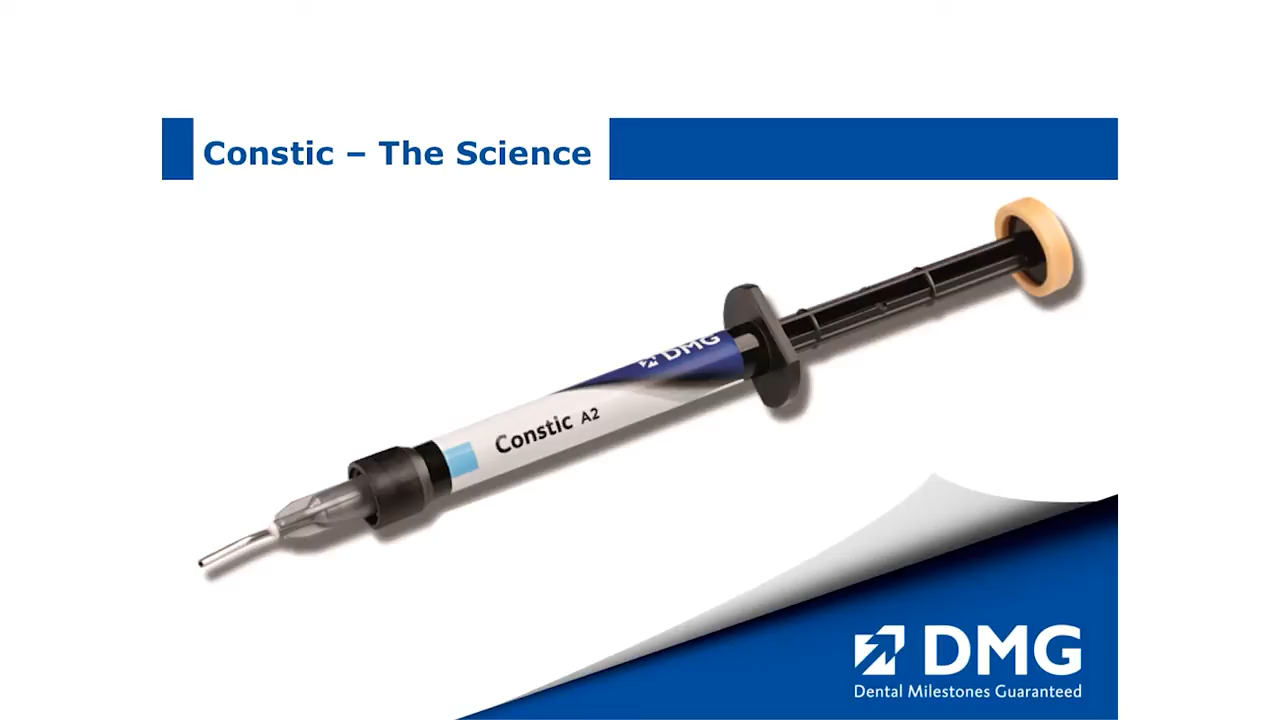 Constic – The Science
DMG
Constic A2
DMG
Dental Milestones Guaranteed